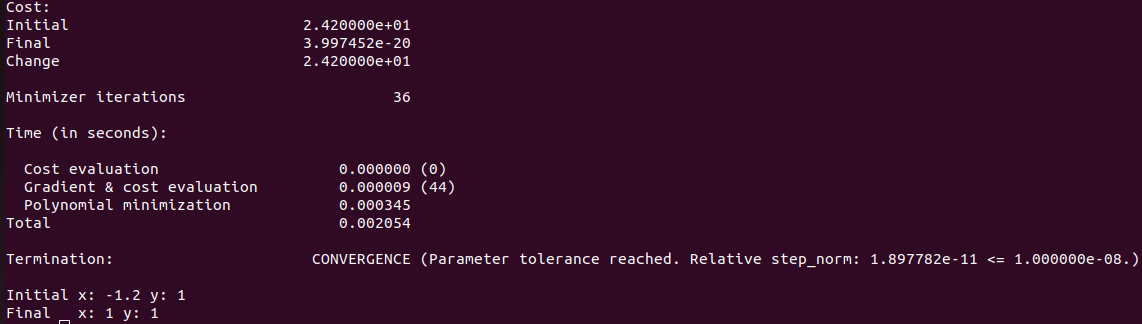 Cost:
Initial                          2.420000e+01
Final                            3.997452e-20
Change                           2.420000e+01
Minimizer iterations                       36
Time (in seconds):
  Cost evaluation                    0.000000 (0)
  Gradient & cost evaluation         0.000009 (44)
  Polynomial minimization            0.000345
Total                                0.002054
Termination:                      CONVERGENCE (Parameter tolerance reached. Relative step_norm: 1.897782e-11 <= 1.000000e-08.)
Initial x: -1.2 y: 1
Final   x: 1 y: 1